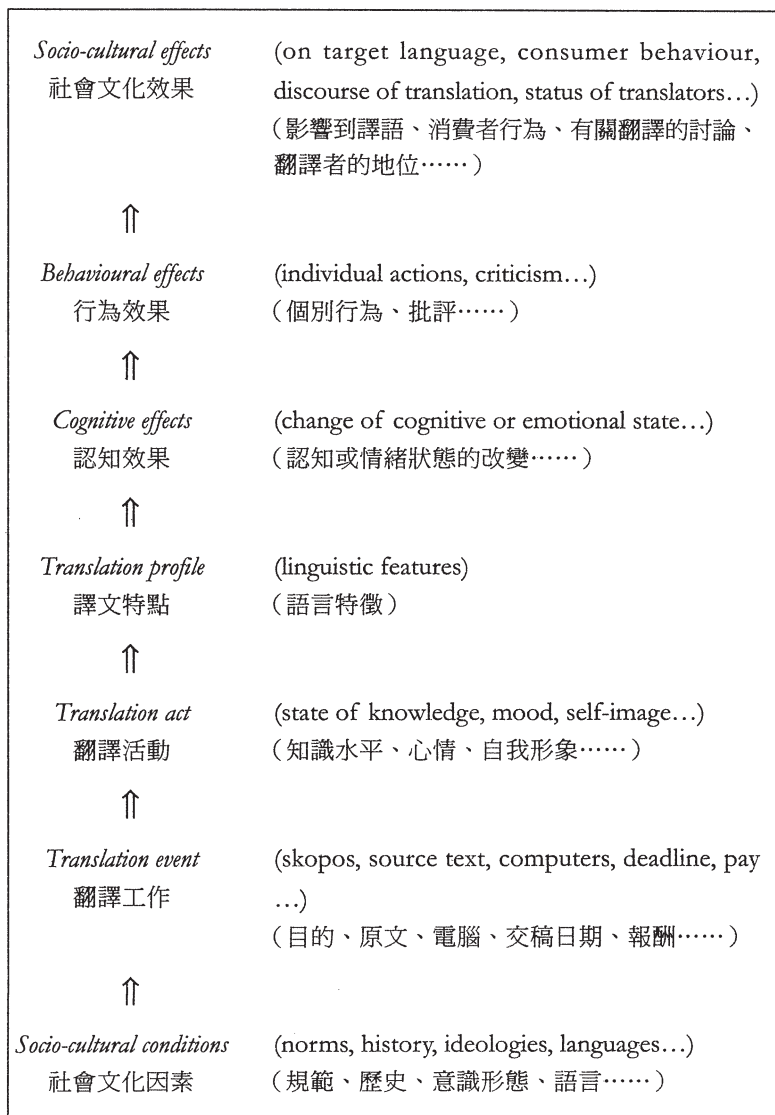 Socio-cultural effects (on target language, consumer behaviour,
社會文化效果 discourse of translation, status of translators…)
（影響到譯語、消費者行為、有關翻譯的討論、
翻譯者的地位……）
⇑
Behavioural effects (individual actions, criticism…)
行為效果 （個別行為、批評……）
⇑
Cognitive effects (change of cognitive or emotional state…)
認知效果 （認知或情緒狀態的改變……）
⇑
Translation profile (linguistic features)
譯文特點 （語言特徵）
⇑
Translation act (state of knowledge, mood, self-image…)
翻譯活動 （知識水平、心情、自我形象……）
⇑
Translation event (skopos, source text, computers, deadline, pay
翻譯工作 …)
（目的、原文、電腦、交稿日期、報酬……）
⇑
Socio-cultural conditions (norms, history, ideologies, languages…)
社會文化因素 （規範、歷史、意識形態、語言……）